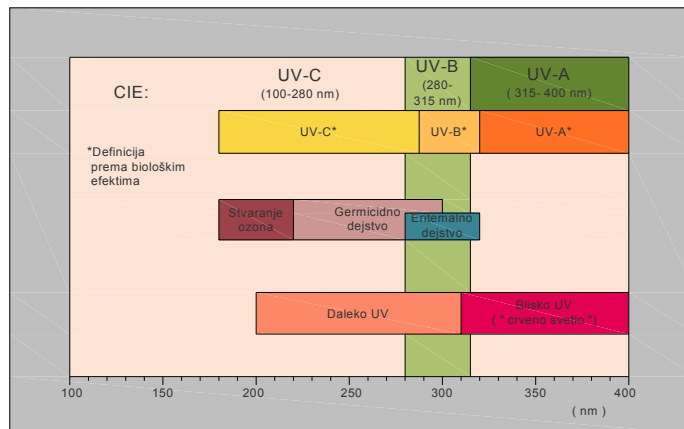 CIE:
UV-C
(100-280 nm)
UV-B
(280-
315 nm)
UV-A
( 315- 400 nm)
UV-C*
UV-B*
UV-A*
*Definicija
prema biološkim
efektima
Stvaranje
ozona
Germicidno
dejstvo
Eritemalno
dejstvo
Daleko UV
Blisko UV
( " crveno svetlo ")
100
200
250
300
350
400
( nm )